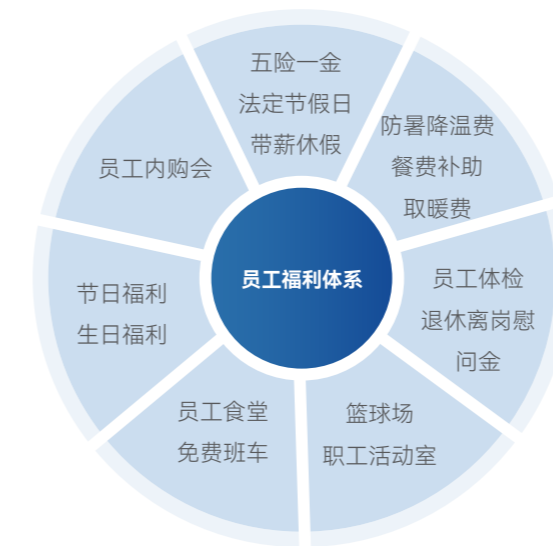 五险一金
法定节假日
带薪休假
防暑降温费
餐费补助
取暖费
员工体检
退休离岗慰
问金
篮球场
职工活动室
员工食堂
免费班车
节日福利
生日福利
员工内购会
员工福利体系